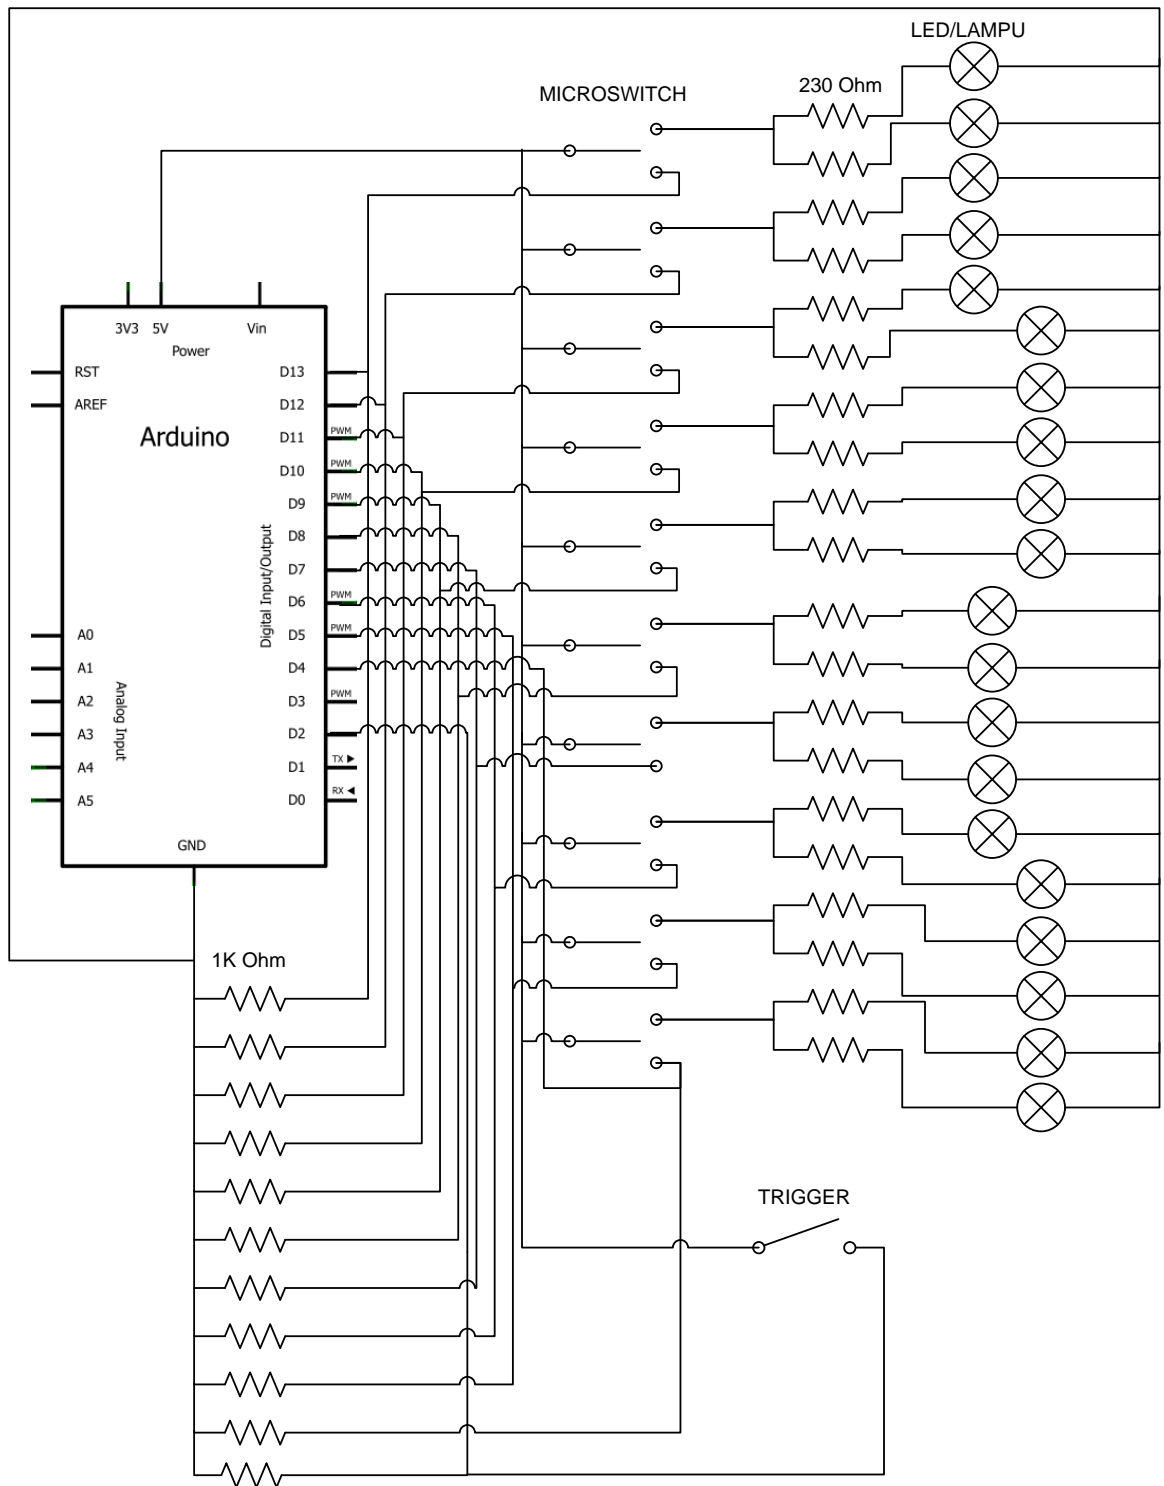 LED/LAMPU
230 Ohm
MICROSWITCH
3V3 5V Vin
Power
RST D13
AREF D12
Arduino
PWM D11
PWM D10
PWM D9
D8
D7
PWM D6
PWM D5
D4
PWM D3
D2
TX ▶ D1
RX ◀ D0
Digital Input/Output
A0
A1
A2
A3
A4
A5
Analog Input
GND
1K Ohm
TRIGGER